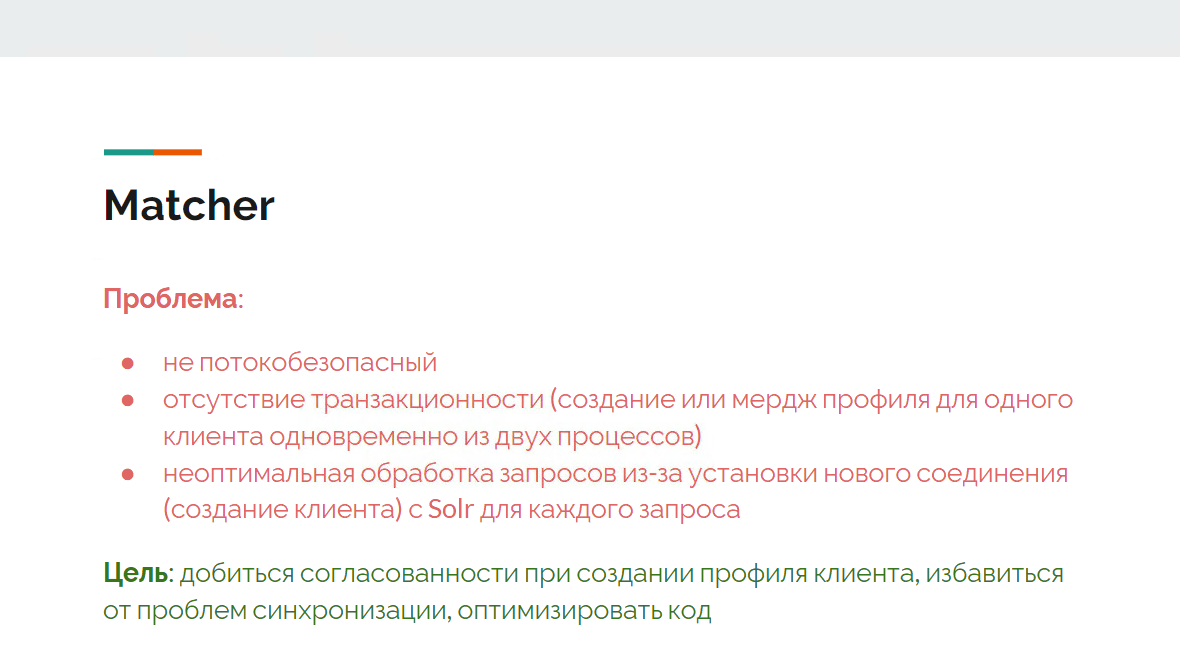 Matcher
Проблема:
● не потокобезопасный
● отсутствие транзакционности (создание или мердж профиля для одного
клиента одновременно из двух процессов)
● неоптимальная обработка запросов из-за установки нового соединения
(создание клиента) с Solr для каждого запроса
Цель: добиться согласованности при создании профиля клиента, избавиться
от проблем синхронизации, оптимизировать код